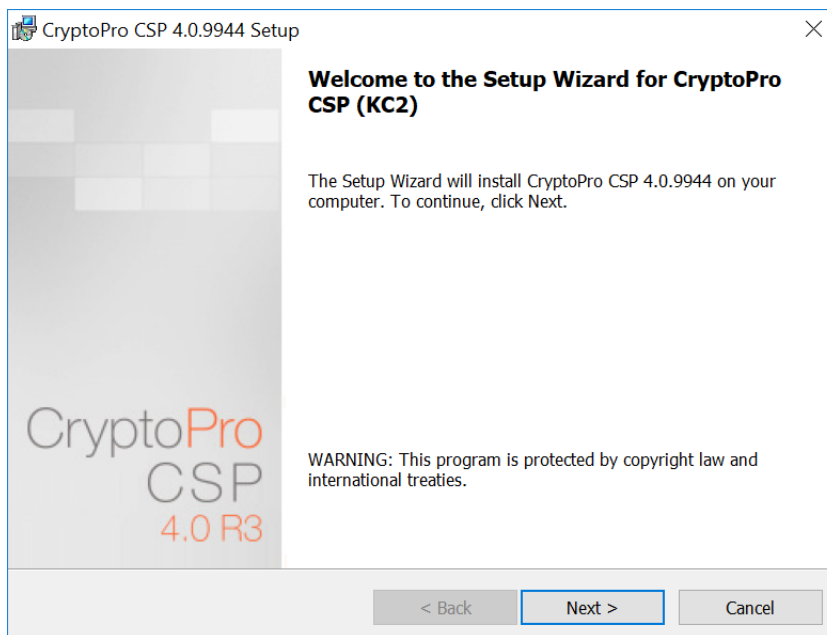 CryptoPro CSP 4.0.9944 Setup
Welcome to the Setup Wizard for CryptoPro
CSP (KC2)
The Setup Wizard will install CryptoPro CSP 4.0.9944 on your
computer. To continue, click Next.
CryptoPro
CSP
4.0 R3
WARNING: This program is protected by copyright law and
international treaties.
< Back
Next >
Cancel